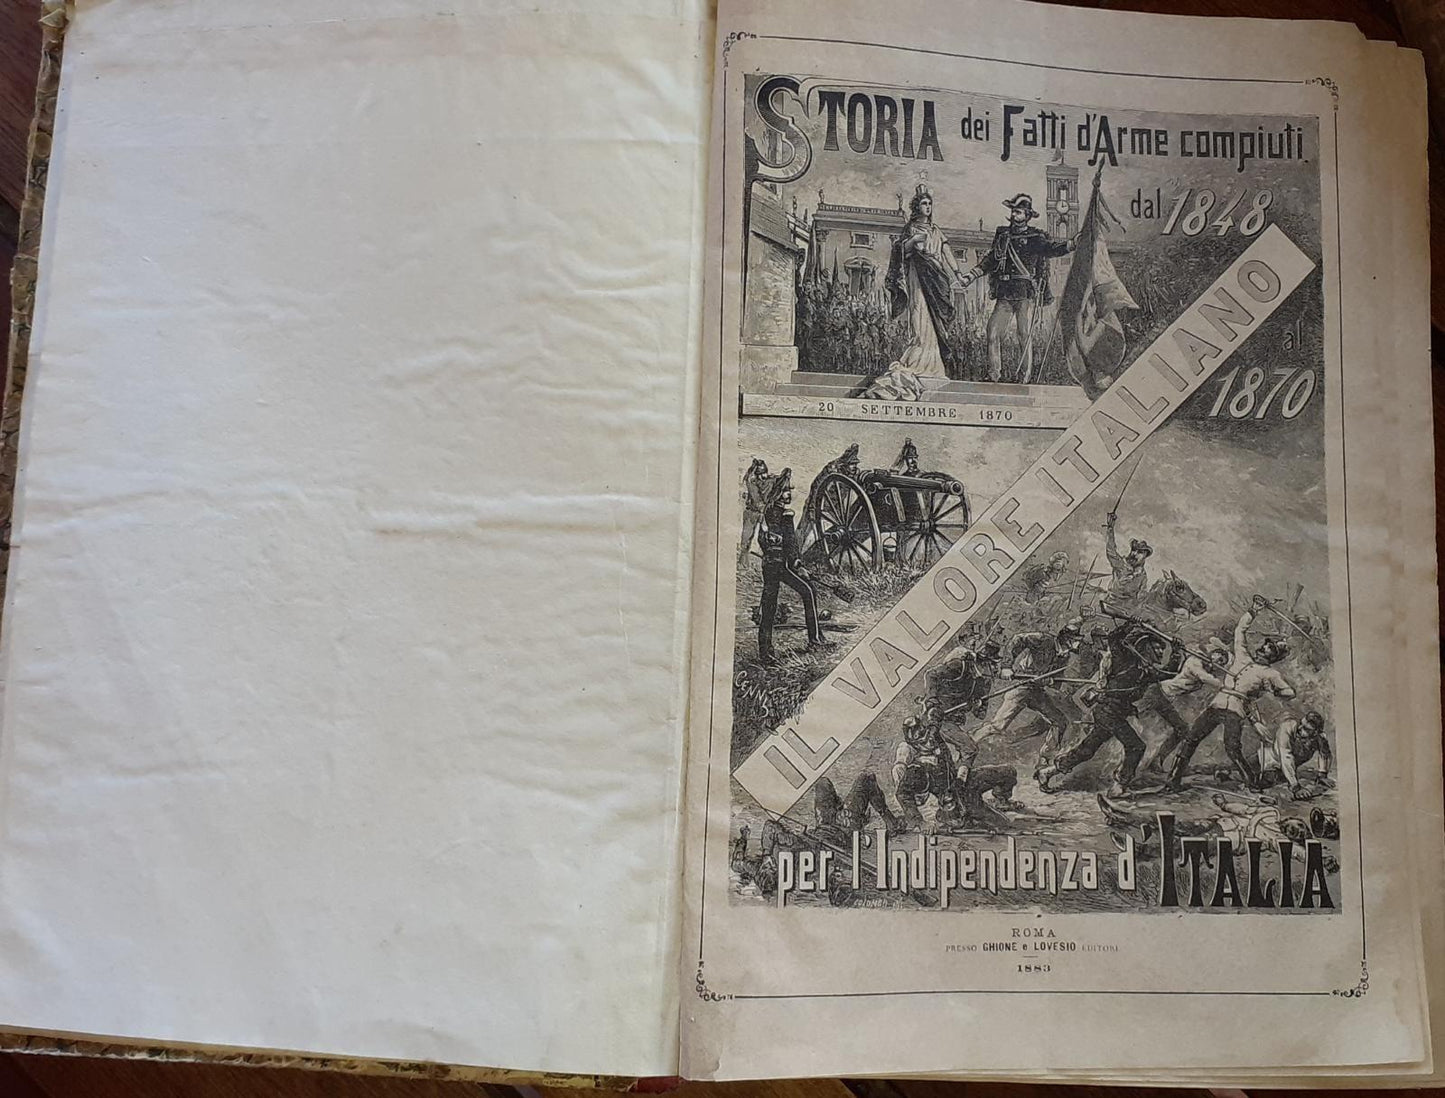 STORIA dei Fatti d'Arme compiuti
dal 1848
al
1870
20 SETTEMBRE 1870
IL VALORE ITALIANO
per l'Indipendenza d'ITALIA
ROMA
PRESSO GHIONE e LOVESIO EDITORI
1883